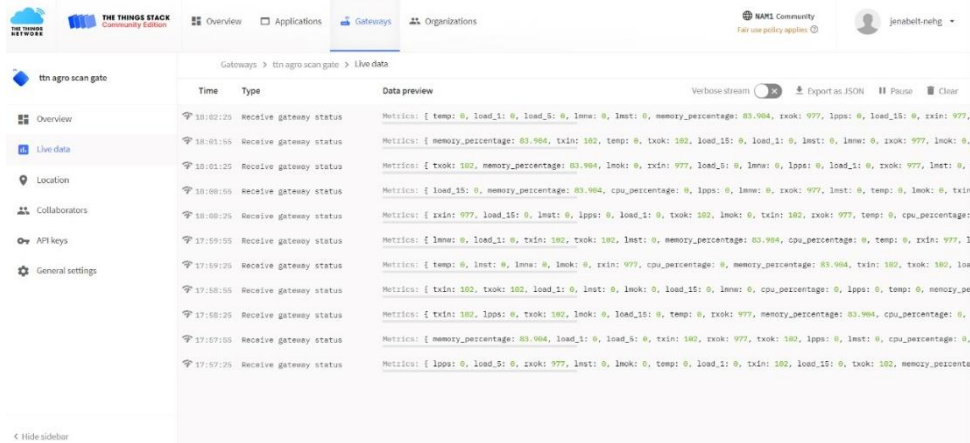 THE THINGS NETWORK
THE THINGS STACK
Community Edition
Overview
Applications
Gateways
Organizations
NAM1 Community
Fair use policy applies
jenabelt-nehg
ttn agro scan gate
Overview
Live data
Location
Collaborators
API keys
General settings
< Hide sidebar
Gateways > ttn agro scan gate > Live data
Time Type Data preview Verbose stream Export as JSON Pause Clear
18:02:25 Receive gateway status Metrics: { temp: 0, load_1: 0, load_5: 0, lmnw: 0, lmst: 0, memory_percentage: 83.904, rxok: 977, lpps: 0, load_15: 0, rxin: 977,
18:01:55 Receive gateway status Metrics: { memory_percentage: 83.904, txin: 102, temp: 0, txok: 102, load_15: 0, load_1: 0, lmst: 0, lmnw: 0, rxok: 977, lmok: 0,
18:01:25 Receive gateway status Metrics: { txok: 102, memory_percentage: 83.904, lmok: 0, rxin: 977, load_5: 0, lmnw: 0, lpps: 0, load_1: 0, rxok: 977, lmst: 0,
18:00:55 Receive gateway status Metrics: { load_15: 0, memory_percentage: 83.904, cpu_percentage: 0, lpps: 0, lmnw: 0, rxok: 977, lmst: 0, temp: 0, lmok: 0, txin
18:00:25 Receive gateway status Metrics: { rxin: 977, load_15: 0, lmst: 0, lpps: 0, load_1: 0, txok: 102, lmok: 0, txin: 102, rxok: 977, temp: 0, cpu_percentage:
17:59:55 Receive gateway status Metrics: { lmnw: 0, load_1: 0, txin: 102, txok: 102, lmst: 0, memory_percentage: 83.904, cpu_percentage: 0, temp: 0, rxin: 977, l
17:59:25 Receive gateway status Metrics: { temp: 0, lmst: 0, lmnw: 0, lmok: 0, rxin: 977, cpu_percentage: 0, memory_percentage: 83.904, txin: 102, txok: 102, loa
17:58:55 Receive gateway status Metrics: { txin: 102, txok: 102, load_1: 0, lmst: 0, lmok: 0, load_15: 0, lmnw: 0, cpu_percentage: 0, lpps: 0, temp: 0, memory_pe
17:58:25 Receive gateway status Metrics: { txin: 102, lpps: 0, txok: 102, lmok: 0, load_15: 0, temp: 0, rxok: 977, memory_percentage: 83.904, cpu_percentage: 0,
17:57:55 Receive gateway status Metrics: { memory_percentage: 83.904, load_1: 0, load_5: 0, txin: 102, rxok: 977, txok: 102, lpps: 0, lmst: 0, cpu_percentage: 0,
17:57:25 Receive gateway status Metrics: { lpps: 0, load_5: 0, rxok: 977, lmst: 0, lmok: 0, temp: 0, load_1: 0, txin: 102, load_15: 0, txok: 102, memory_percenta